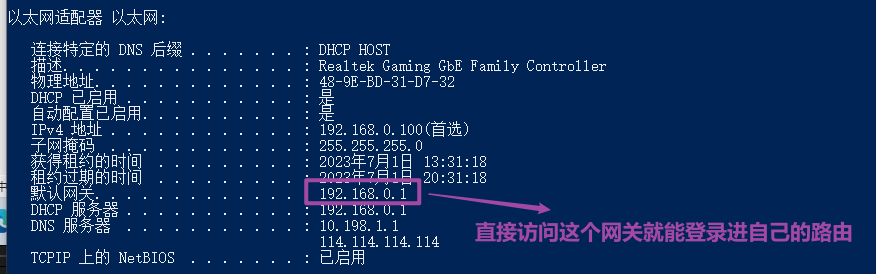 以太网适配器 以太网:
连接特定的 DNS 后缀 . . . . . . . : DHCP HOST
描述. . . . . . . . . . . . . . . : Realtek Gaming GbE Family Controller
物理地址. . . . . . . . . . . . . : 48-9E-BD-31-D7-32
DHCP 已启用 . . . . . . . . . . . : 是
自动配置已启用. . . . . . . . . . : 是
IPv4 地址 . . . . . . . . . . . . : 192.168.0.100(首选)
子网掩码 . . . . . . . . . . . . : 255.255.255.0
获得租约的时间 . . . . . . . . . : 2023年7月1日 13:31:18
租约过期的时间 . . . . . . . . . : 2023年7月1日 20:31:18
默认网关. . . . . . . . . . . . . : 192.168.0.1
DHCP 服务器 . . . . . . . . . . . : 192.168.0.1
DNS 服务器 . . . . . . . . . . . : 10.198.1.1
114.114.114.114
TCPIP 上的 NetBIOS . . . . . . . : 已启用
直接访问这个网关就能登录进自己的路由